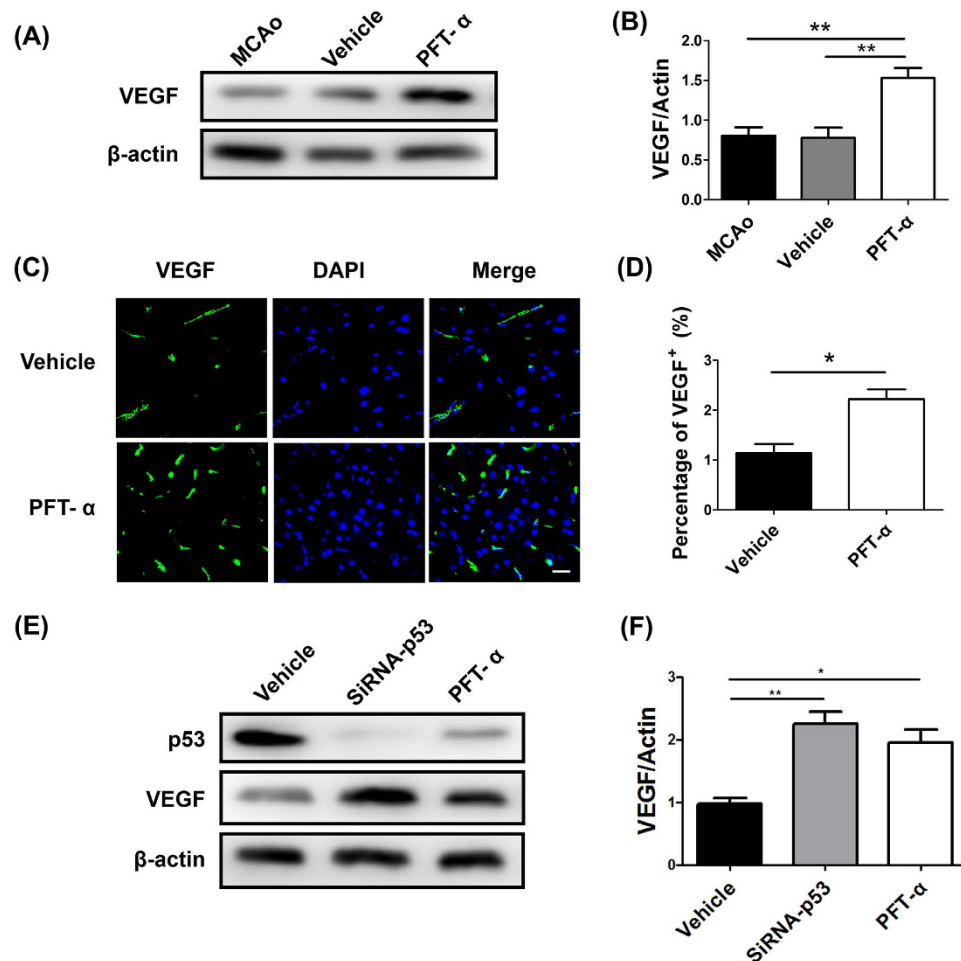 (A)
MCAo Vehicle PFT- α
VEGF
β-actin
(B)
** 
**
VEGF/Actin
2.0
1.5
1.0
0.5
0.0
MCAo Vehicle PFT-α
(C)
VEGF DAPI Merge
Vehicle
PFT- α
(D)
*
Percentage of VEGF⁺ (%)
3
2
1
0
Vehicle PFT-α
(E)
Vehicle SiRNA-p53 PFT- α
p53
VEGF
β-actin
(F)
*
**
VEGF/Actin
3
2
1
0
Vehicle SiRNA-p53 PFT-α